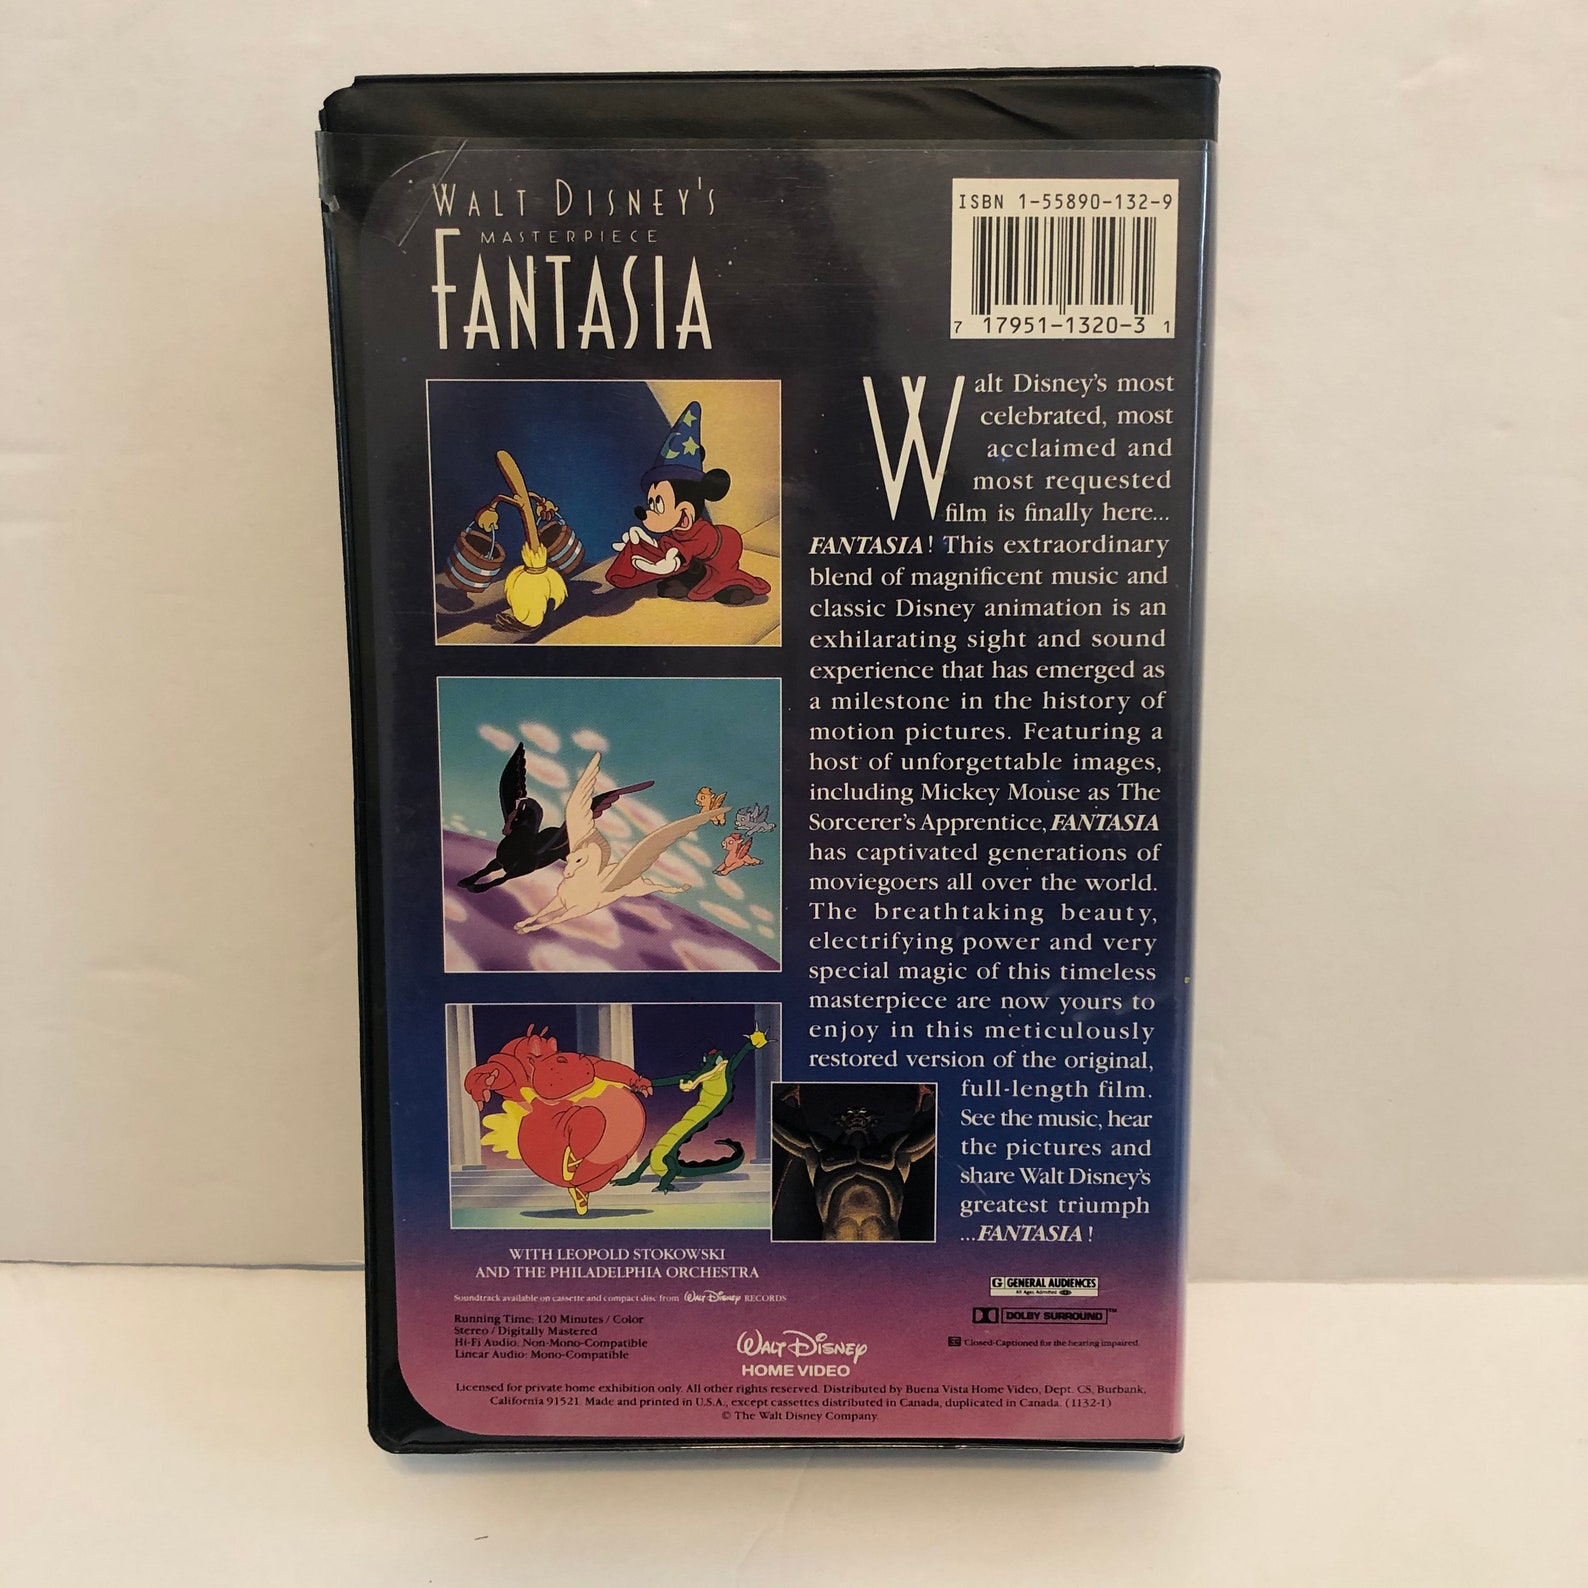 WALT DISNEY'S
MASTERPIECE
FANTASIA
ISBN 1-55890-132-9
7 17951-1320-3 1
Walt Disney's most
celebrated, most
acclaimed and
most requested
film is finally here...
FANTASIA! This extraordinary
blend of magnificent music and
classic Disney animation is an
exhilarating sight and sound
experience that has emerged as
a milestone in the history of
motion pictures. Featuring a
host of unforgettable images,
including Mickey Mouse as The
Sorcerer's Apprentice, FANTASIA
has captivated generations of
moviegoers all over the world.
The breathtaking beauty,
electrifying power and very
special magic of this timeless
masterpiece are now yours to
enjoy in this meticulously
restored version of the original,
full-length film.
See the music, hear
the pictures and
share Walt Disney's
greatest triumph
...FANTASIA!
WITH LEOPOLD STOKOWSKI
AND THE PHILADELPHIA ORCHESTRA
Soundtrack available on cassette and compact disc from Walt Disney RECORDS
Running Time: 120 Minutes / Color
Stereo / Digitally Mastered
Hi-Fi Audio: Non-Mono-Compatible
Linear Audio: Mono-Compatible
WALT DISNEY
HOME VIDEO
G GENERAL AUDIENCES
All Ages Admitted
DOLBY SURROUND™
CC Closed-Captioned for the hearing impaired.
Licensed for private home exhibition only. All other rights reserved. Distributed by Buena Vista Home Video, Dept. CS, Burbank,
California 91521. Made and printed in U.S.A., except cassettes distributed in Canada, duplicated in Canada. (1132-1)
© The Walt Disney Company.